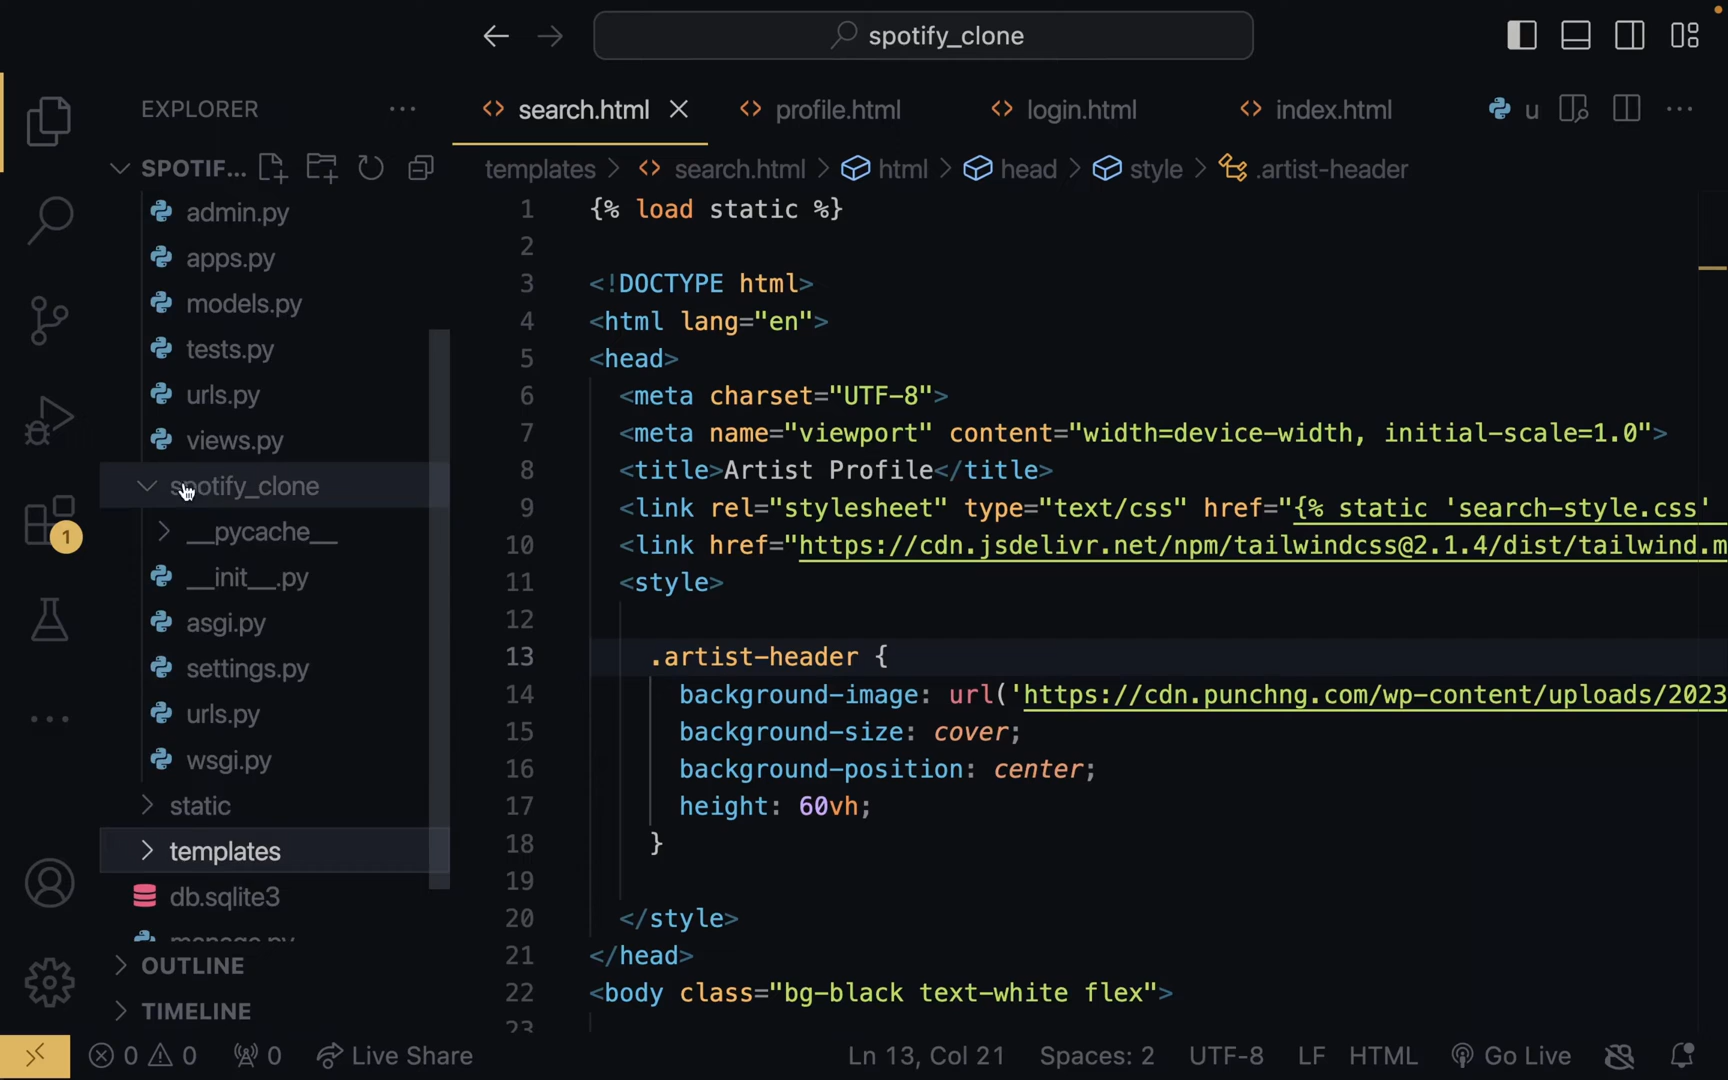 spotify_clone
EXPLORER
SPOTIF...
admin.py
apps.py
models.py
tests.py
urls.py
views.py
spotify_clone
__pycache__
__init__.py
asgi.py
settings.py
urls.py
wsgi.py
static
templates
db.sqlite3
manage.py
OUTLINE
TIMELINE
1
search.html profile.html login.html index.html u
templates > search.html > html > head > style > .artist-header
1 {% load static %}
2
3 <!DOCTYPE html>
4 <html lang="en">
5 <head>
6 <meta charset="UTF-8">
7 <meta name="viewport" content="width=device-width, initial-scale=1.0">
8 <title>Artist Profile</title>
9 <link rel="stylesheet" type="text/css" href="{% static 'search-style.css'
10 <link href="https://cdn.jsdelivr.net/npm/tailwindcss@2.1.4/dist/tailwind.m
11 <style>
12
13 .artist-header {
14 background-image: url('https://cdn.punchng.com/wp-content/uploads/2023
15 background-size: cover;
16 background-position: center;
17 height: 60vh;
18 }
19
20 </style>
21 </head>
22 <body class="bg-black text-white flex">
23
0 0 0 Live Share Ln 13, Col 21 Spaces: 2 UTF-8 LF HTML Go Live